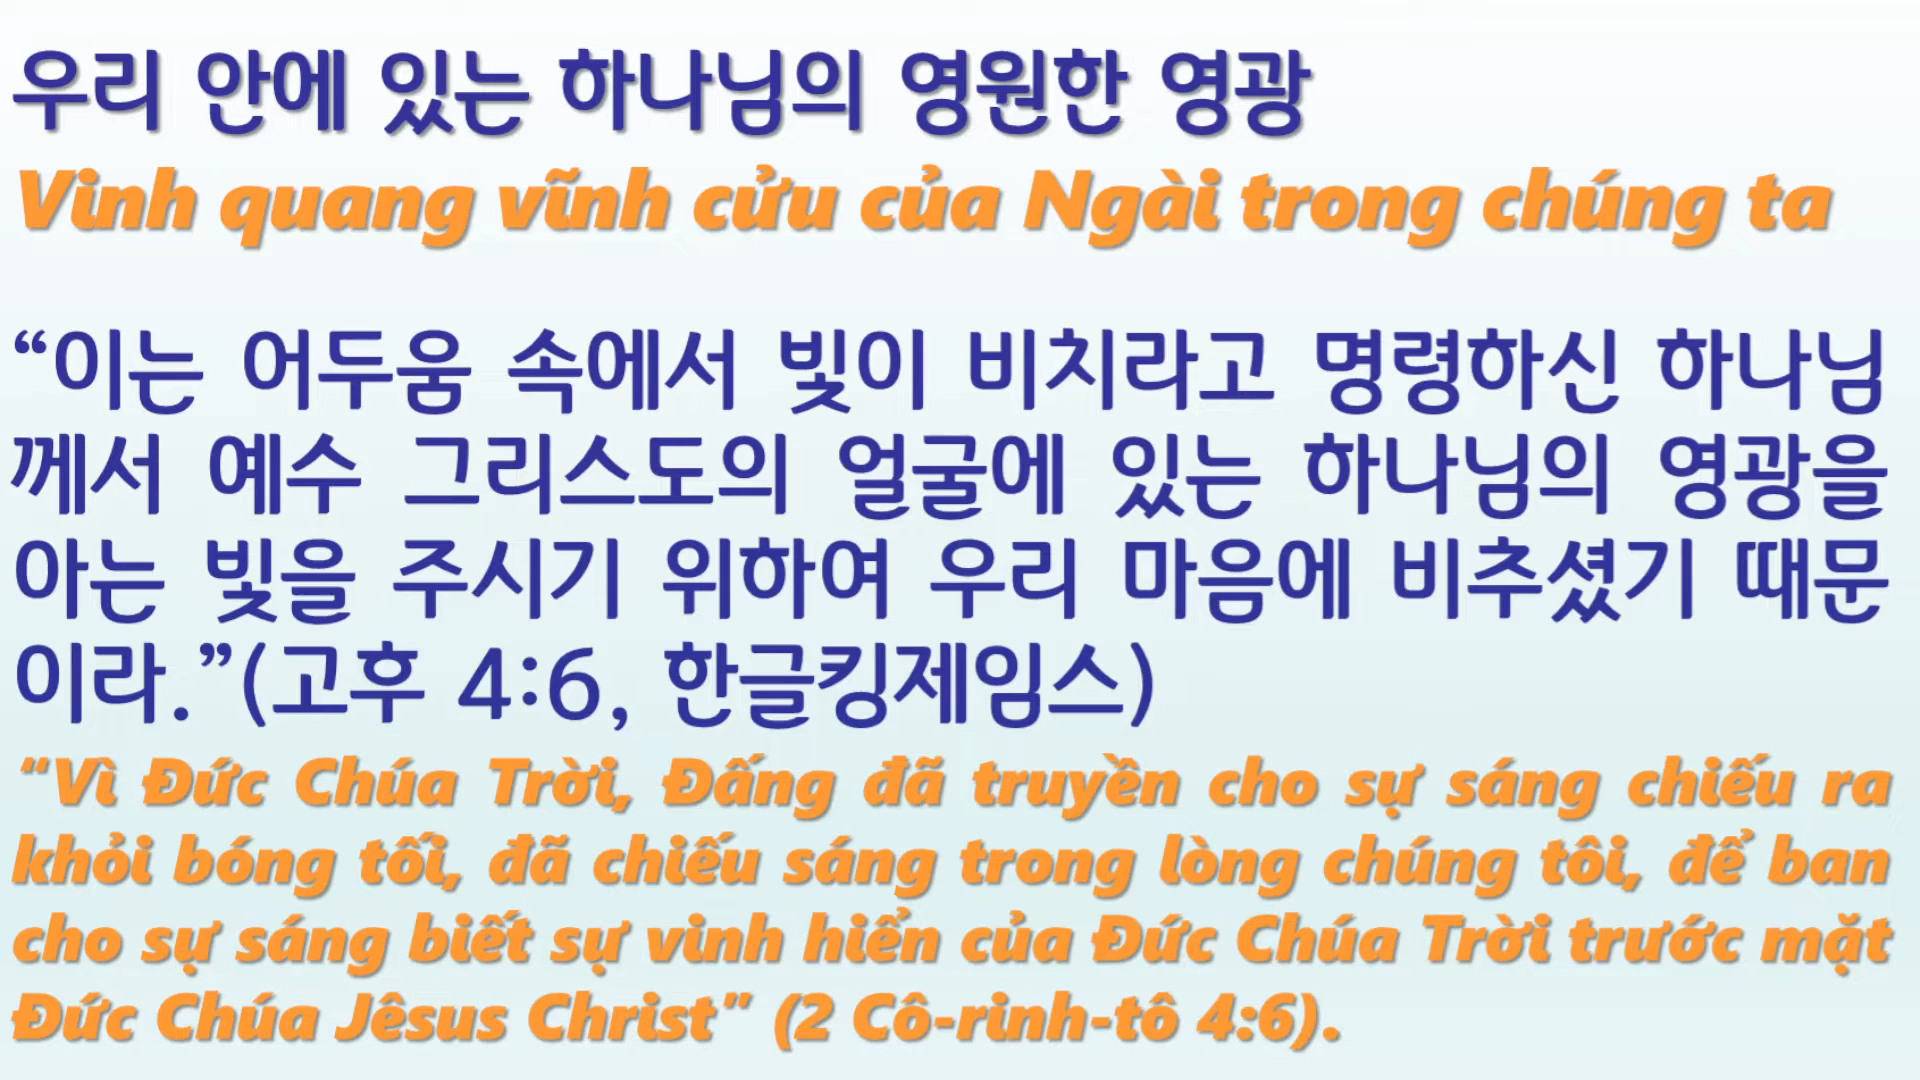 우리 안에 있는 하나님의 영원한 영광
Vinh quang vĩnh cửu của Ngài trong chúng ta
“이는 어두움 속에서 빛이 비치라고 명령하신 하나님
께서 예수 그리스도의 얼굴에 있는 하나님의 영광을
아는 빛을 주시기 위하여 우리 마음에 비추셨기 때문
이라.”(고후 4:6, 한글킹제임스)
“Vì Đức Chúa Trời, Đấng đã truyền cho sự sáng chiếu ra
khỏi bóng tối, đã chiếu sáng trong lòng chúng tôi, để ban
cho sự sáng biết sự vinh hiển của Đức Chúa Trời trước mặt
Đức Chúa Jêsus Christ” (2 Cô-rinh-tô 4:6).